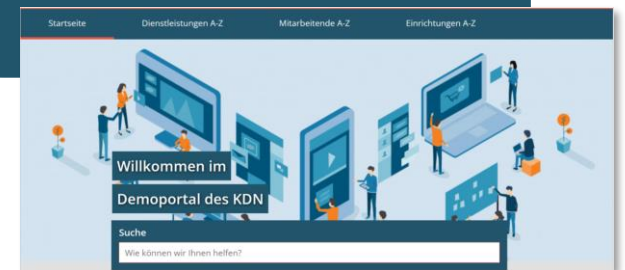 Startseite Dienstleistungen A-Z Mitarbeitende A-Z Einrichtungen A-Z
Willkommen im
Demoportal des KDN
Suche
Wie können wir Ihnen helfen?